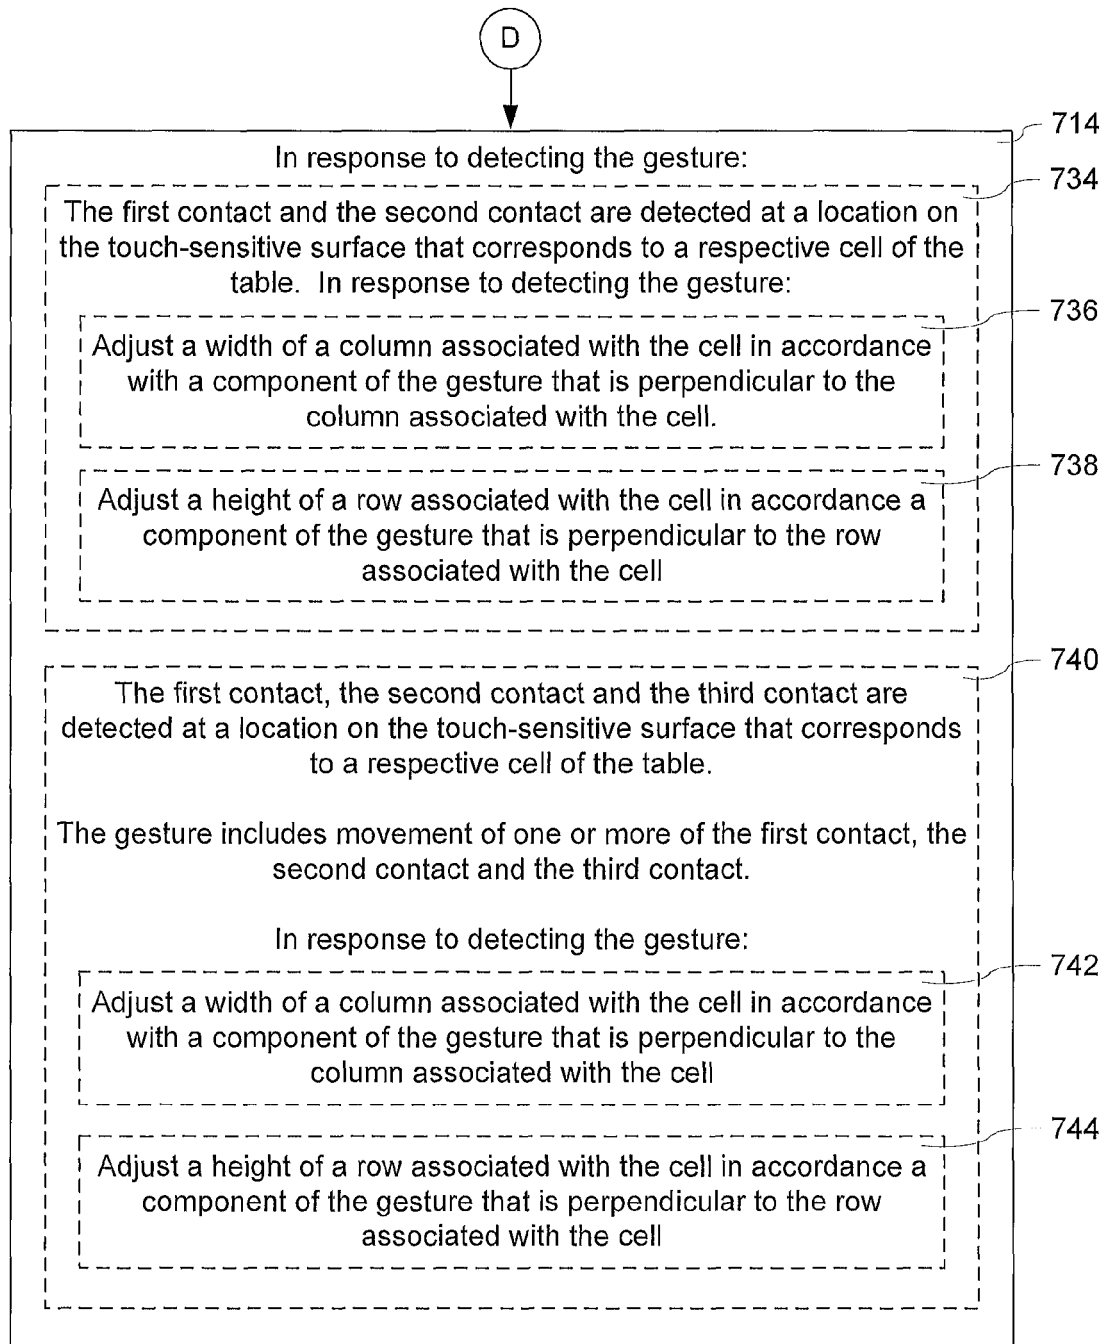 D
714
In response to detecting the gesture:
734
The first contact and the second contact are detected at a location on
the touch-sensitive surface that corresponds to a respective cell of the
table.  In response to detecting the gesture:
736
Adjust a width of a column associated with the cell in accordance
with a component of the gesture that is perpendicular to the
column associated with the cell.
738
Adjust a height of a row associated with the cell in accordance a
component of the gesture that is perpendicular to the row
associated with the cell
740
The first contact, the second contact and the third contact are
detected at a location on the touch-sensitive surface that corresponds
to a respective cell of the table.
The gesture includes movement of one or more of the first contact, the
second contact and the third contact.
In response to detecting the gesture:
742
Adjust a width of a column associated with the cell in accordance
with a component of the gesture that is perpendicular to the
column associated with the cell
744
Adjust a height of a row associated with the cell in accordance a
component of the gesture that is perpendicular to the row
associated with the cell